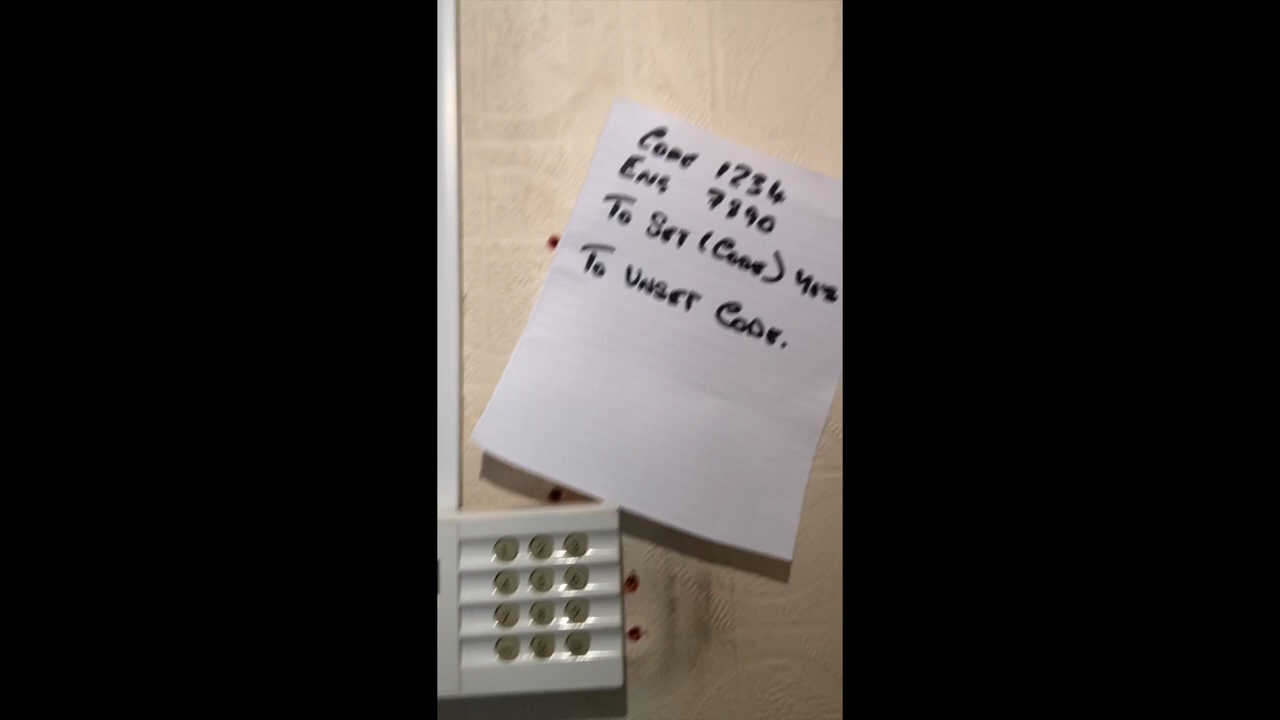 Code 1234
Eng 7890
To Set (Code) Yes
To Unset Code.